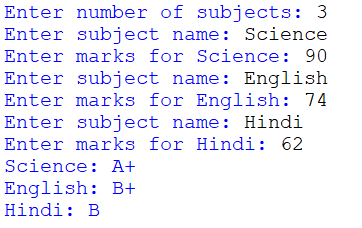 Enter number of subjects: 3
Enter subject name: Science
Enter marks for Science: 90
Enter subject name: English
Enter marks for English: 74
Enter subject name: Hindi
Enter marks for Hindi: 62
Science: A+
English: B+
Hindi: B